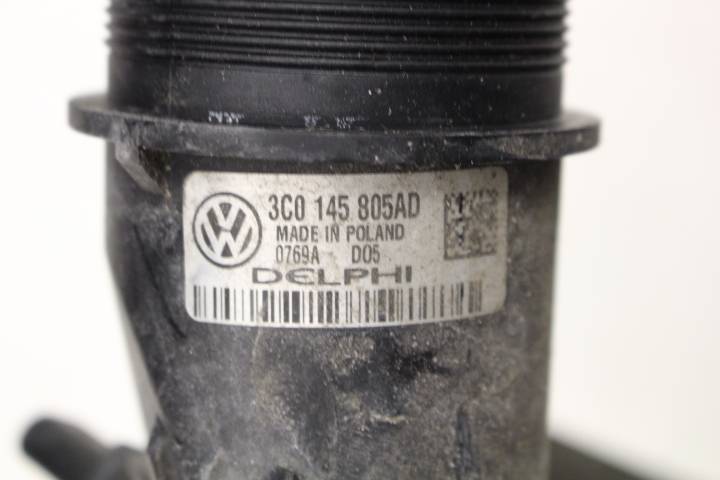 3C0 145 805AD
MADE IN POLAND
0769A D05
DELPHI